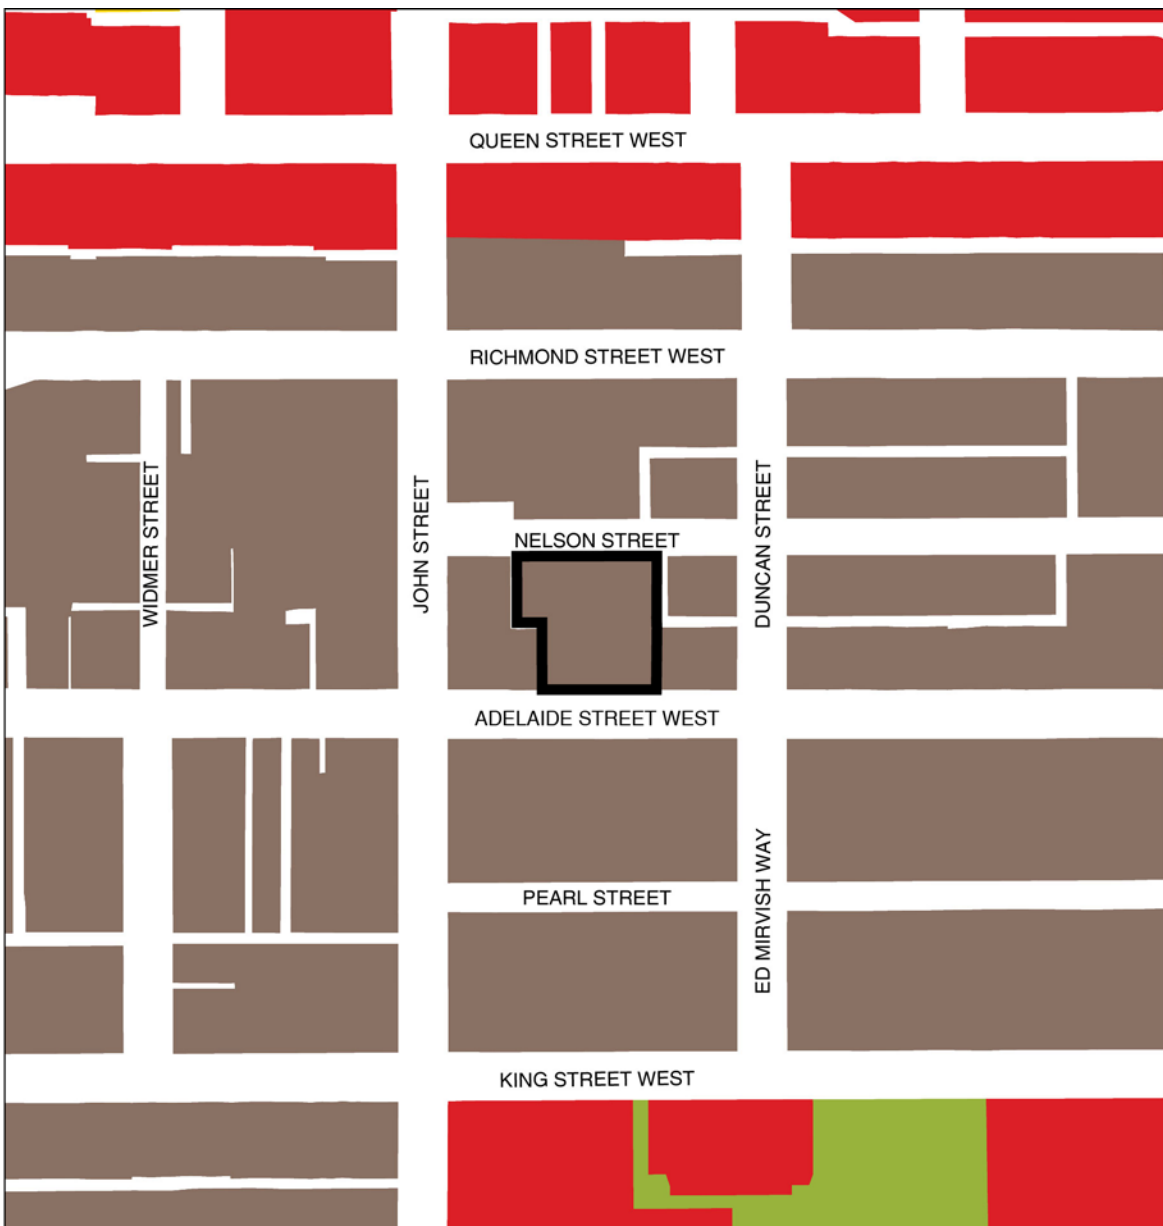 QUEEN STREET WEST
RICHMOND STREET WEST
WIDMER STREET
JOHN STREET
NELSON STREET
DUNCAN STREET
ADELAIDE STREET WEST
PEARL STREET
ED MIRVISH WAY
KING STREET WEST